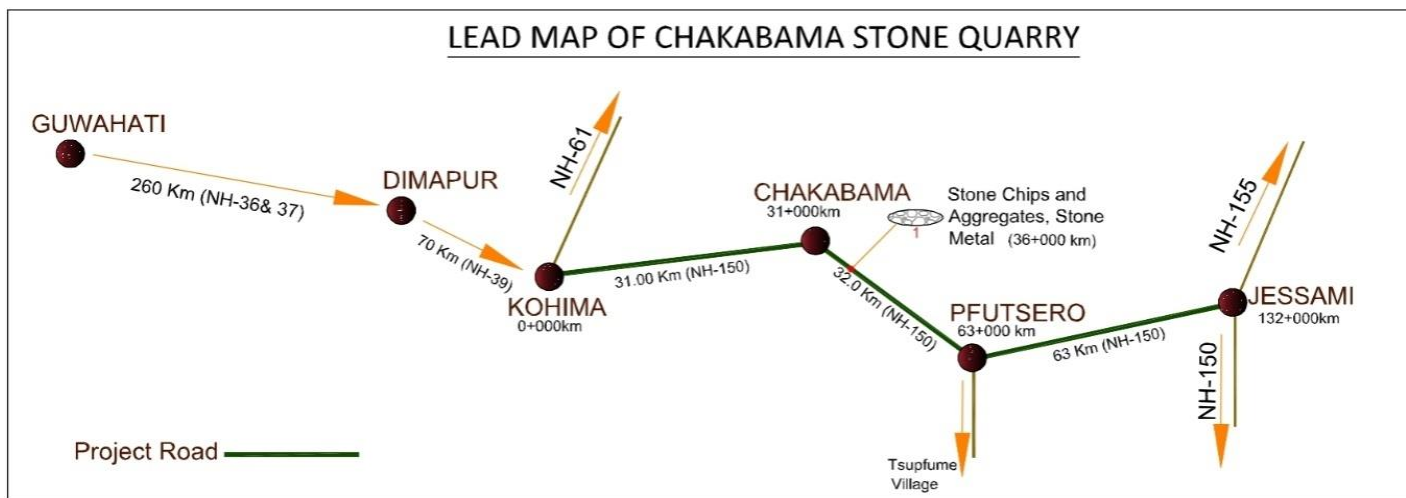 LEAD MAP OF CHAKABAMA STONE QUARRY
GUWAHATI
260 Km (NH-36& 37)
DIMAPUR
70 Km (NH-39)
NH-61
KOHIMA
0+000km
31.00 Km (NH-150)
CHAKABAMA
31+000km
Stone Chips and
Aggregates, Stone
Metal (36+000 km)
1
32.0 Km (NH-150)
PFUTSERO
63+000 km
63 Km (NH-150)
NH-155
JESSAMI
132+000km
NH-150
Tsupfume
Village
Project Road